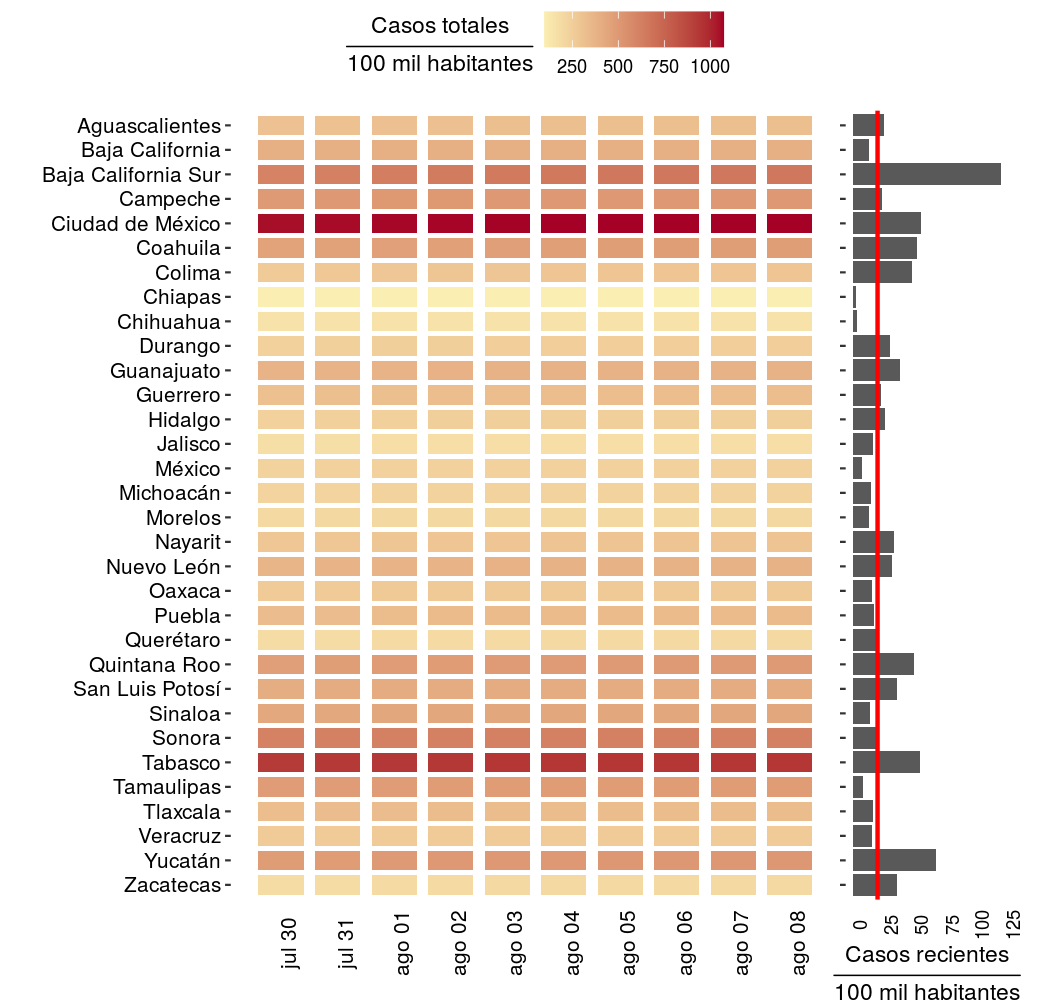 Casos totales
100 mil habitantes
250 500 750 1000
Aguascalientes
Baja California
Baja California Sur
Campeche
Ciudad de México
Coahuila
Colima
Chiapas
Chihuahua
Durango
Guanajuato
Guerrero
Hidalgo
Jalisco
México
Michoacán
Morelos
Nayarit
Nuevo León
Oaxaca
Puebla
Querétaro
Quintana Roo
San Luis Potosí
Sinaloa
Sonora
Tabasco
Tamaulipas
Tlaxcala
Veracruz
Yucatán
Zacatecas
jul 30
jul 31
ago 01
ago 02
ago 03
ago 04
ago 05
ago 06
ago 07
ago 08
0
25
50
75
100
125
Casos recientes
100 mil habitantes